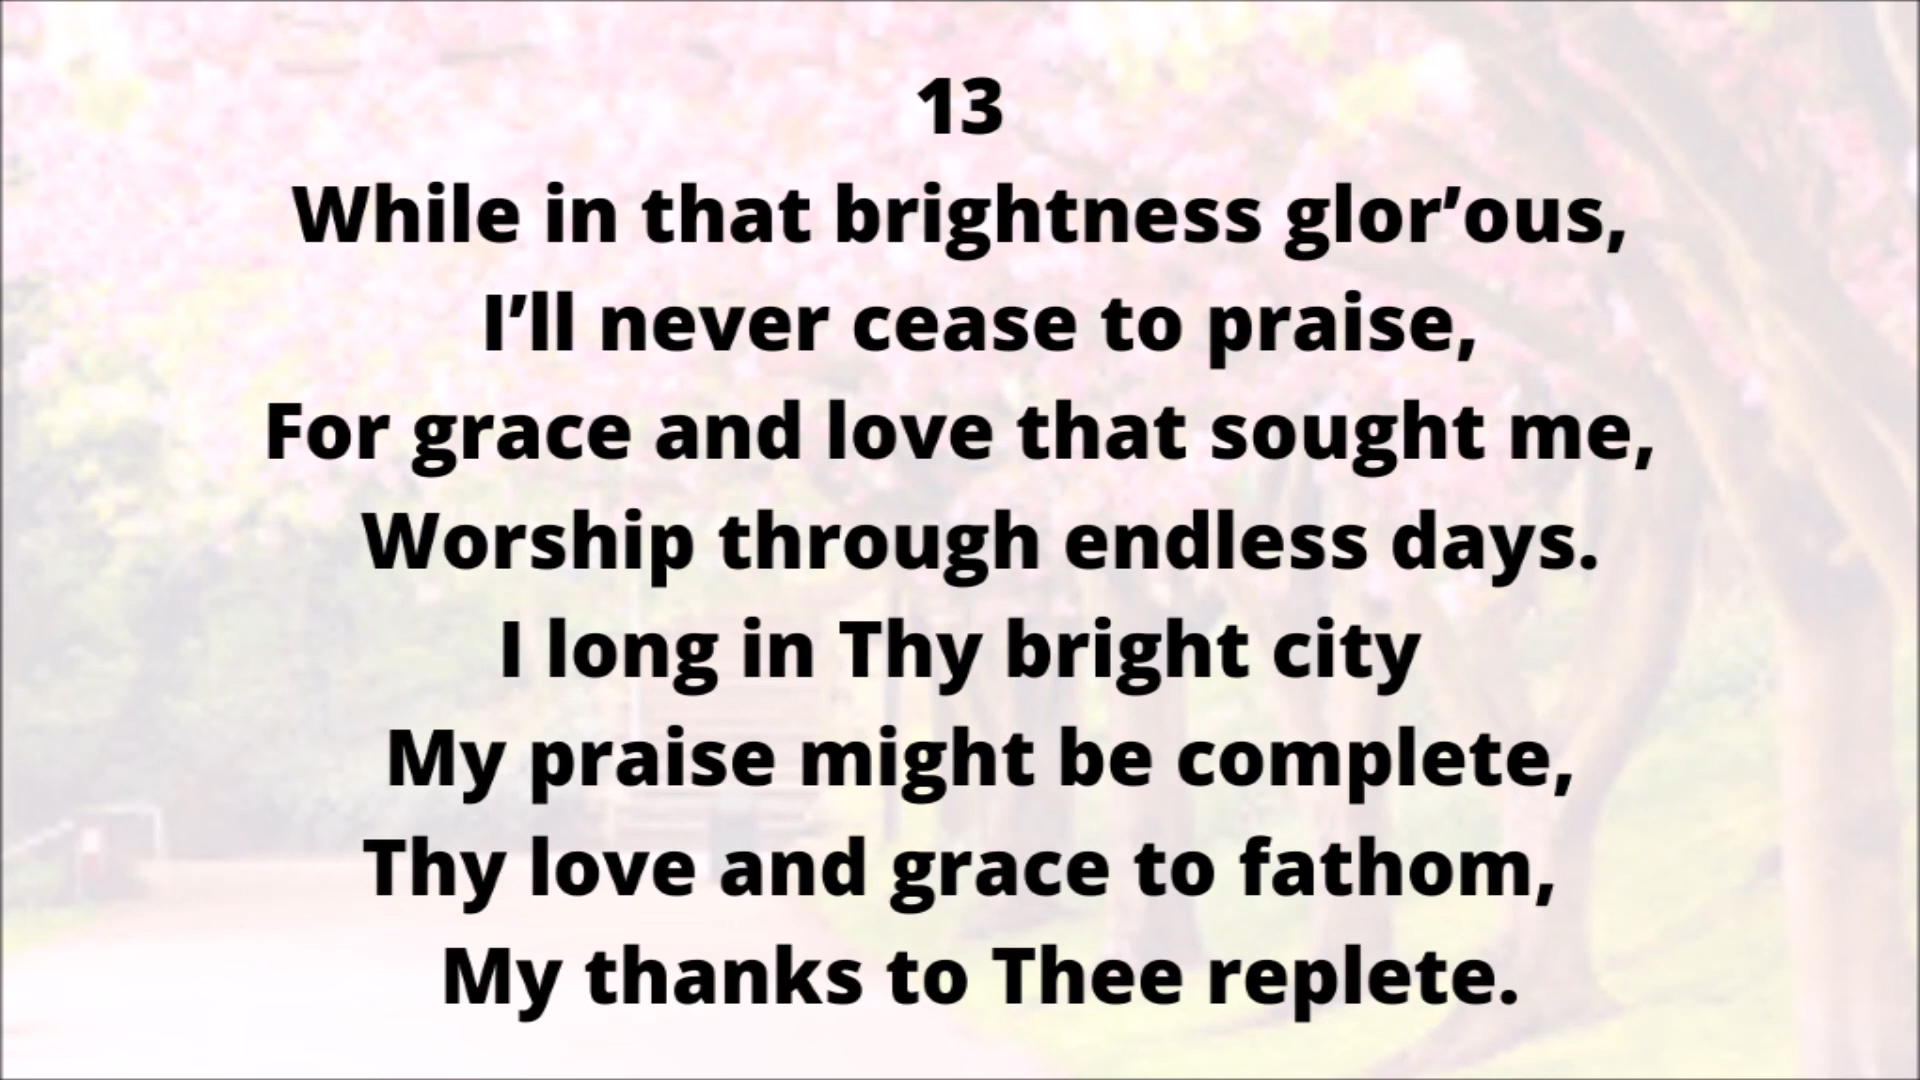 13
While in that brightness glor’ous,
I’ll never cease to praise,
For grace and love that sought me,
Worship through endless days.
I long in Thy bright city
My praise might be complete,
Thy love and grace to fathom,
My thanks to Thee replete.